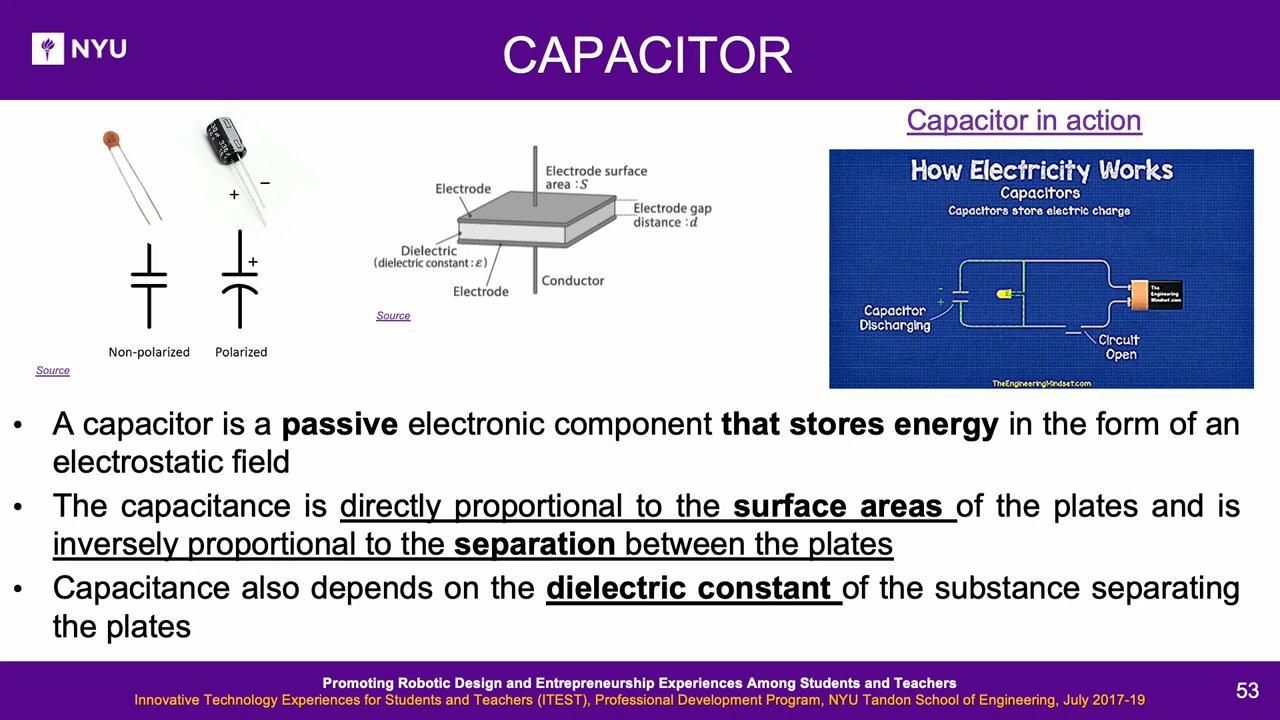 NYU
CAPACITOR
Capacitor in action
+
−
+
Non-polarized
Polarized
Source
Electrode surface
area : S
Electrode
Electrode gap
distance : d
Dielectric
(dielectric constant : ε)
Electrode
Conductor
Source
How Electricity Works
Capacitors
Capacitors store electric charge
-
+
Capacitor
Discharging
The
Engineering
Mindset.com
Circuit
Open
TheEngineeringMindset.com
• A capacitor is a passive electronic component that stores energy in the form of an
electrostatic field
• The capacitance is directly proportional to the surface areas of the plates and is
inversely proportional to the separation between the plates
• Capacitance also depends on the dielectric constant of the substance separating
the plates
Promoting Robotic Design and Entrepreneurship Experiences Among Students and Teachers
Innovative Technology Experiences for Students and Teachers (ITEST), Professional Development Program, NYU Tandon School of Engineering, July 2017-19
53